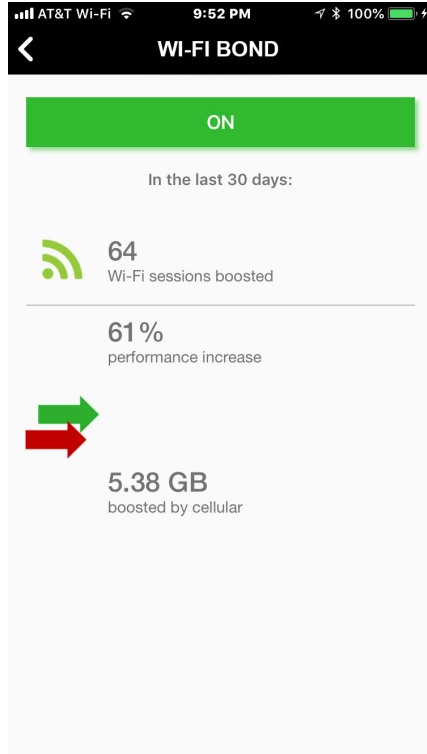 AT&T Wi-Fi 9:52 PM 100%
WI-FI BOND
ON
In the last 30 days:
64
Wi-Fi sessions boosted
61%
performance increase
5.38 GB
boosted by cellular